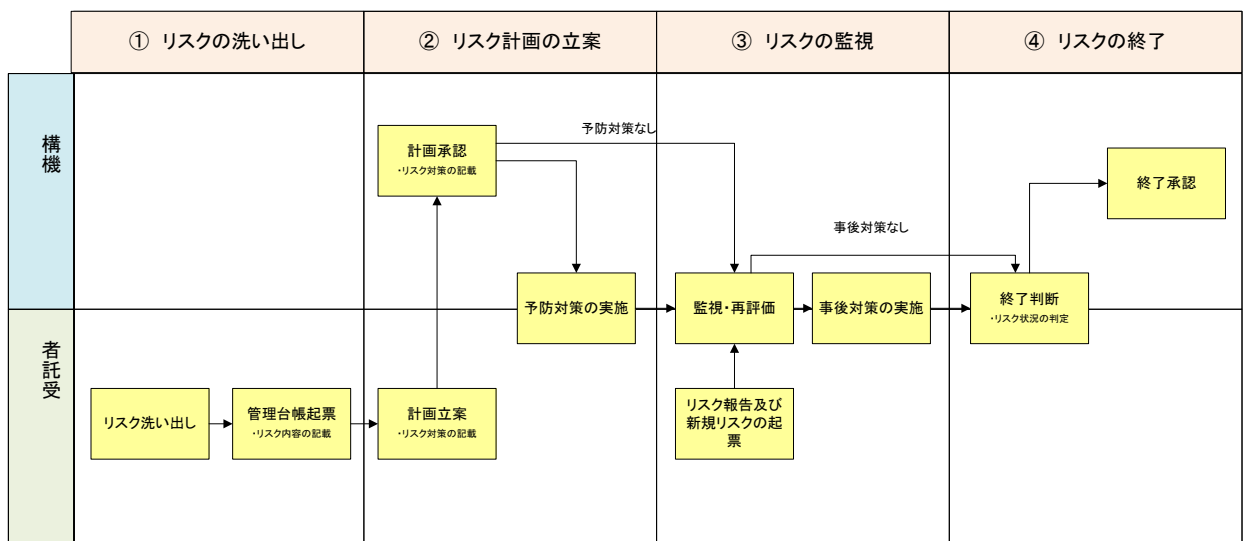 ① リスクの洗い出し
② リスク計画の立案
③ リスクの監視
④ リスクの終了
構機
予防対策なし
計画承認
・リスク対策の記載
終了承認
事後対策なし
予防対策の実施
監視・再評価
事後対策の実施
終了判断
・リスク状況の判定
者託受
リスク洗い出し
管理台帳起票
・リスク内容の記載
計画立案
・リスク対策の記載
リスク報告及び
新規リスクの起
票